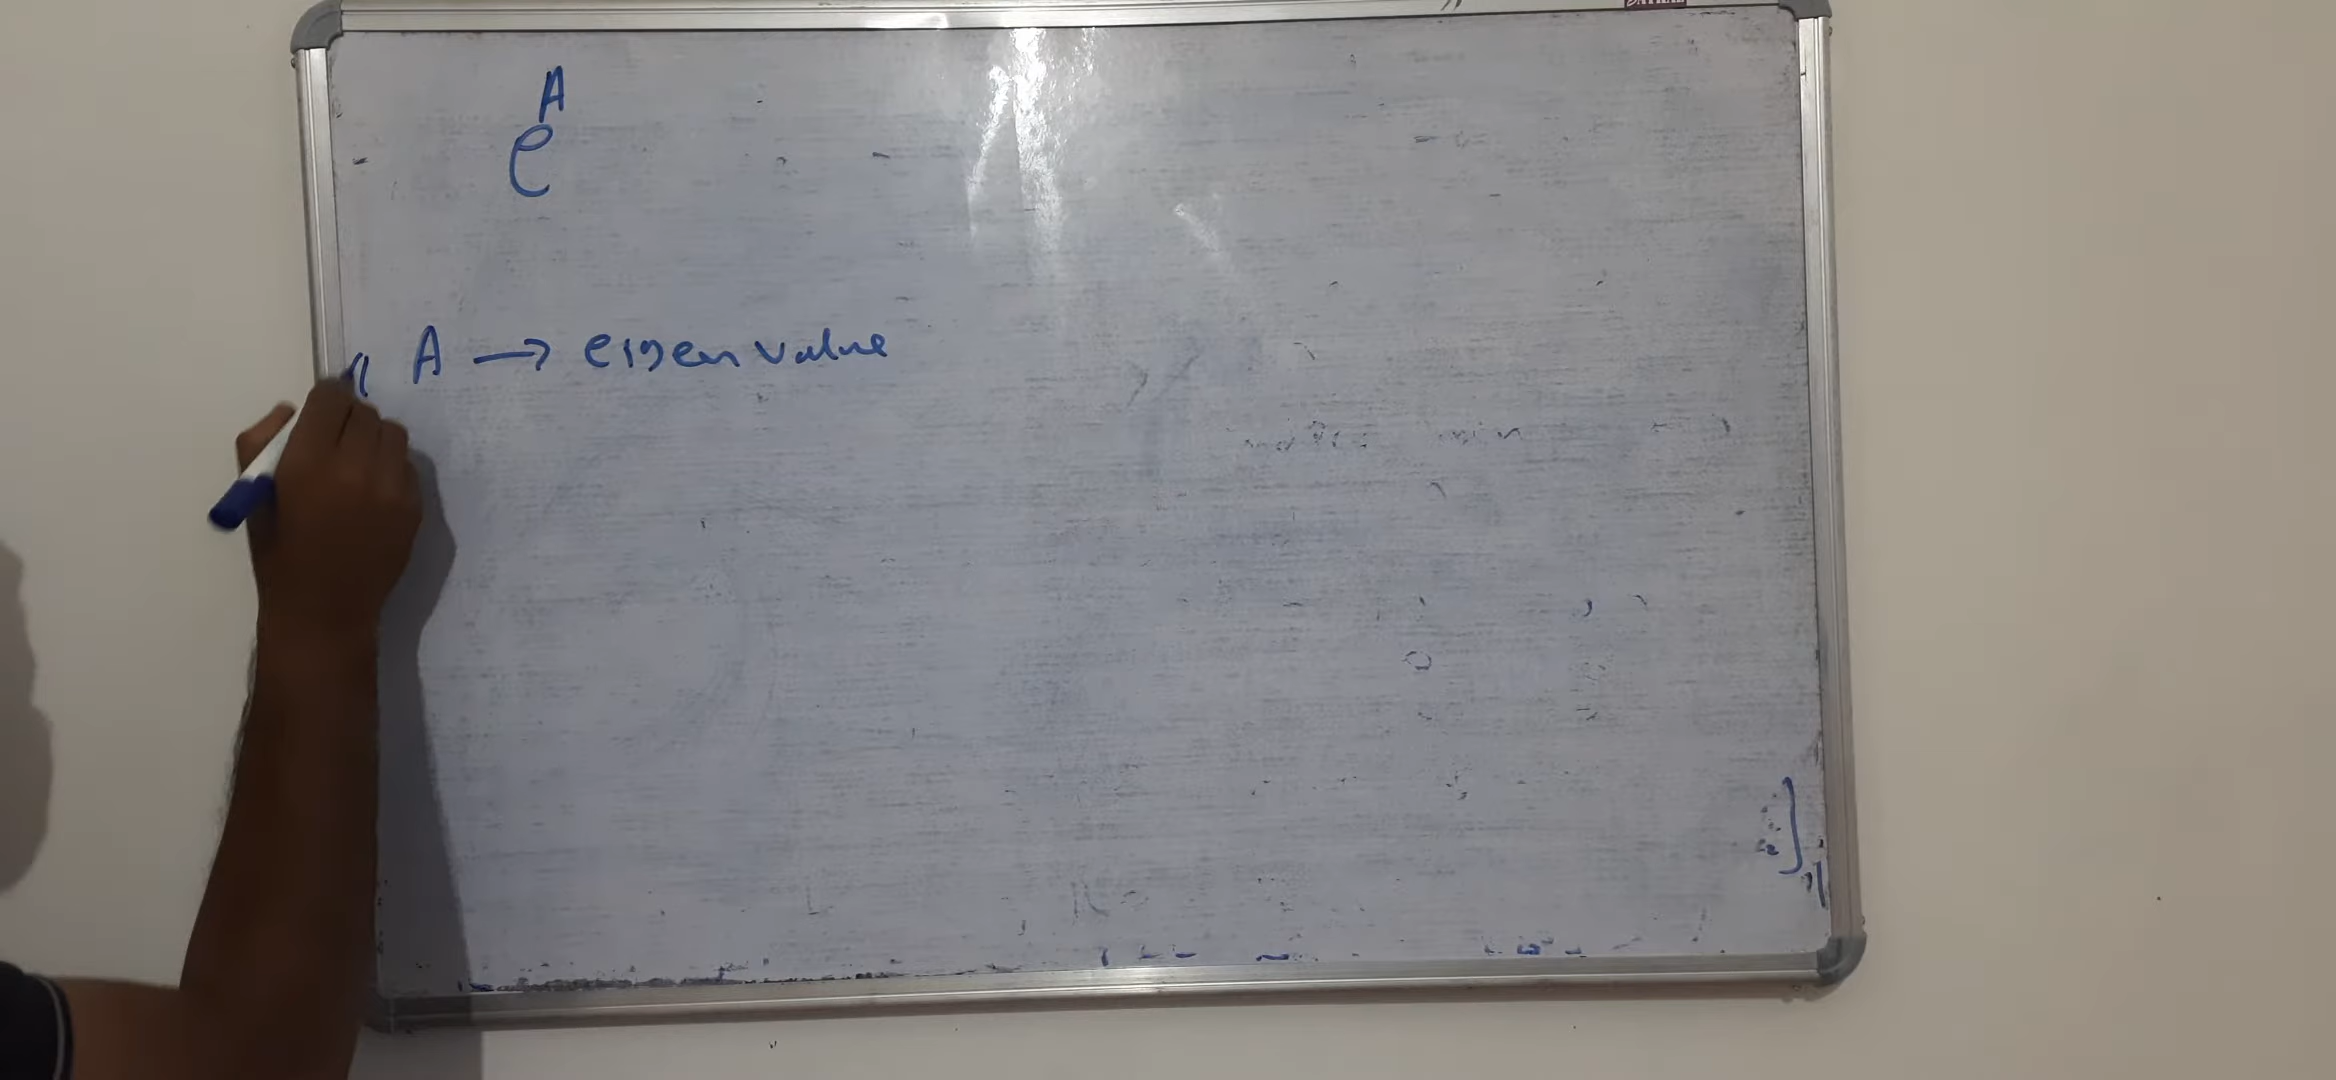 e^A
A → eigen value